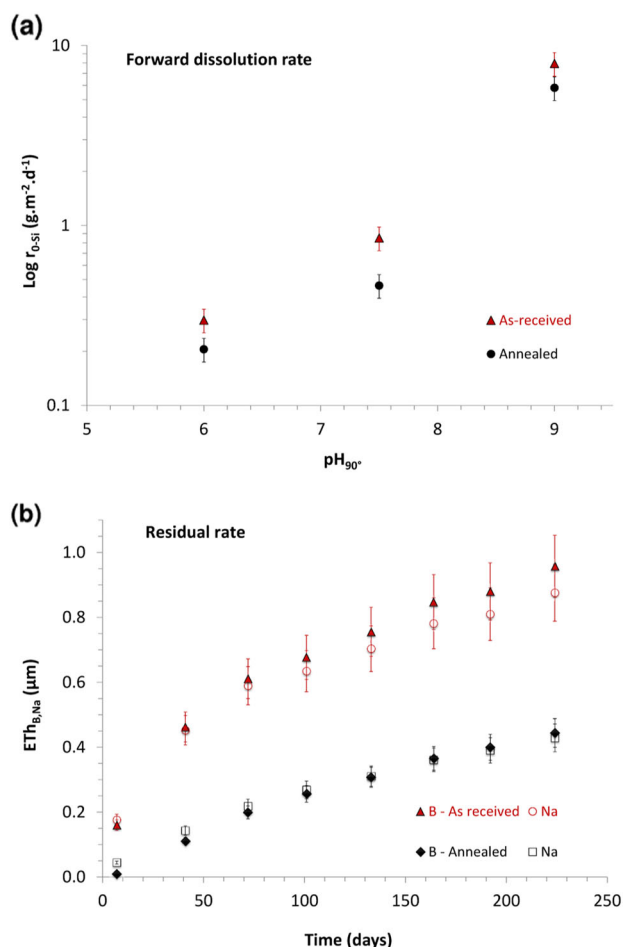 (a)
Forward dissolution rate
10
1
0.1
Log r0-Si (g.m-2.d-1)
As-received
Annealed
5 6 7 8 9
pH90°
(b)
Residual rate
1.0
0.8
0.6
0.4
0.2
0.0
EThB,Na (µm)
B - As received Na
B - Annealed Na
0 50 100 150 200 250
Time (days)